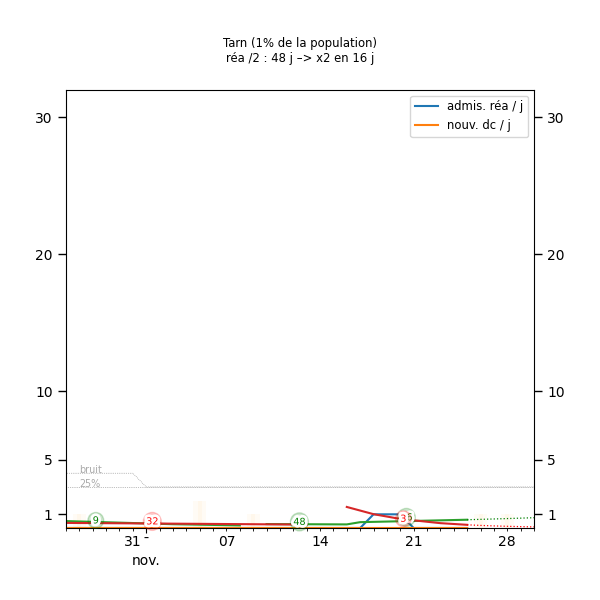 Tarn (1% de la population)
réa /2 : 48 j –> x2 en 16 j
admis. réa / j
nouv. dc / j
30 30
20 20
10 10
5 5
bruit
25%
9 32 48 3
1 1
31 - 07 14 21 28
nov.